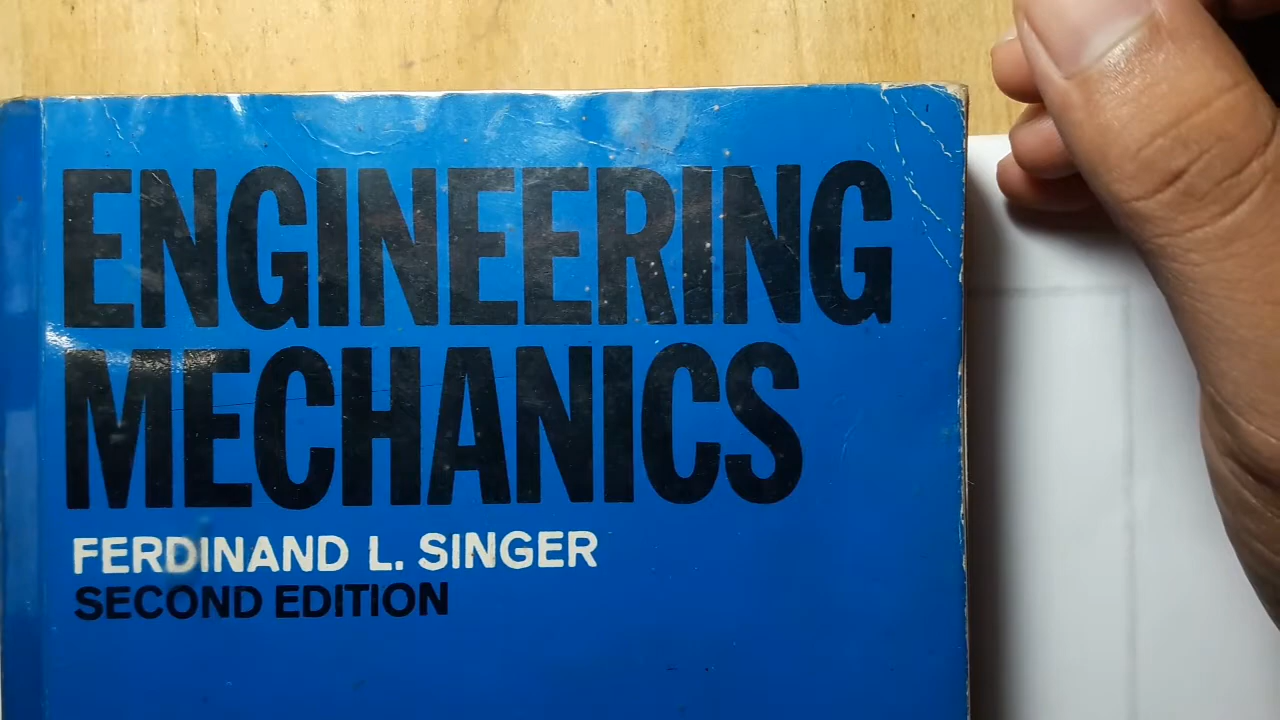 ENGINEERING
MECHANICS
FERDINAND L. SINGER
SECOND EDITION